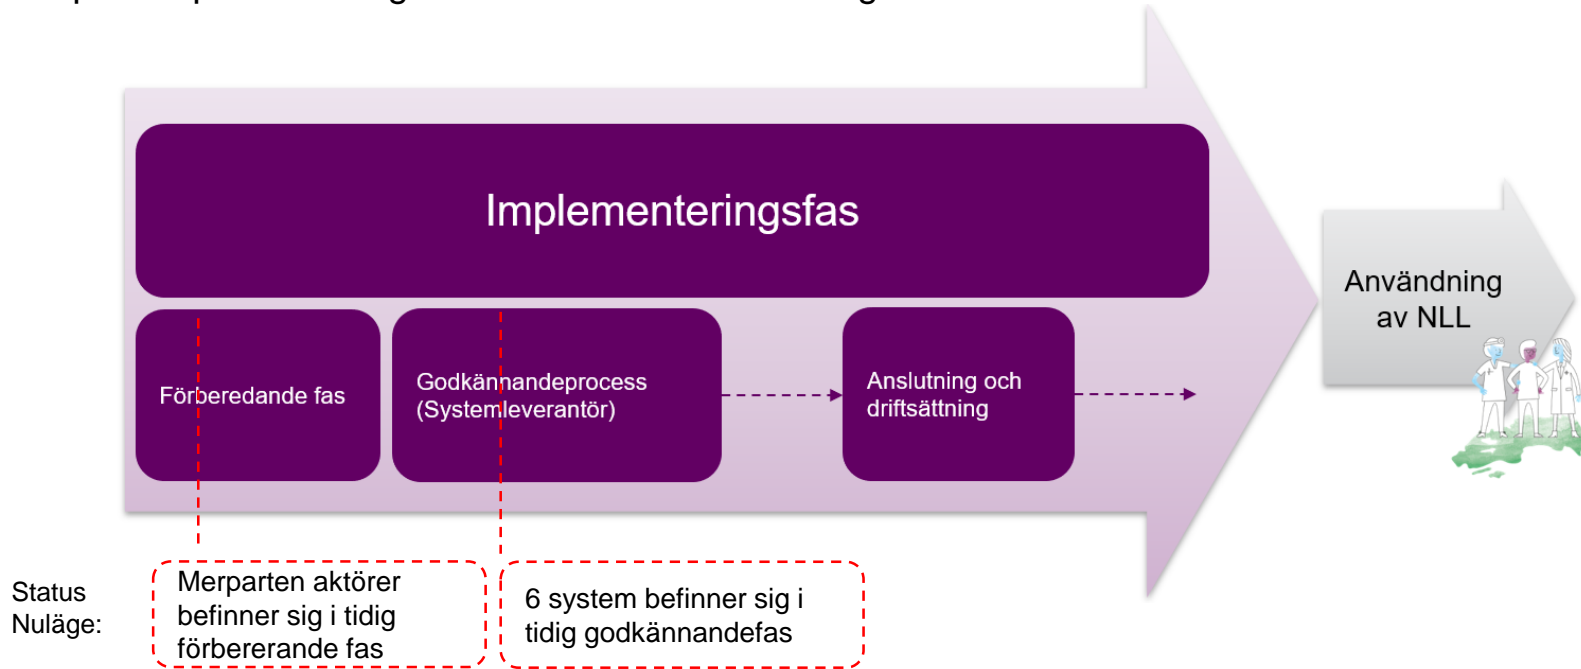 Implementeringsfas
Förberedande fas
Godkännandeprocess
(Systemleverantör)
Anslutning och
driftsättning
Användning
av NLL
Status
Nuläge:
Merparten aktörer
befinner sig i tidig
förbererande fas
6 system befinner sig i
tidig godkännandefas